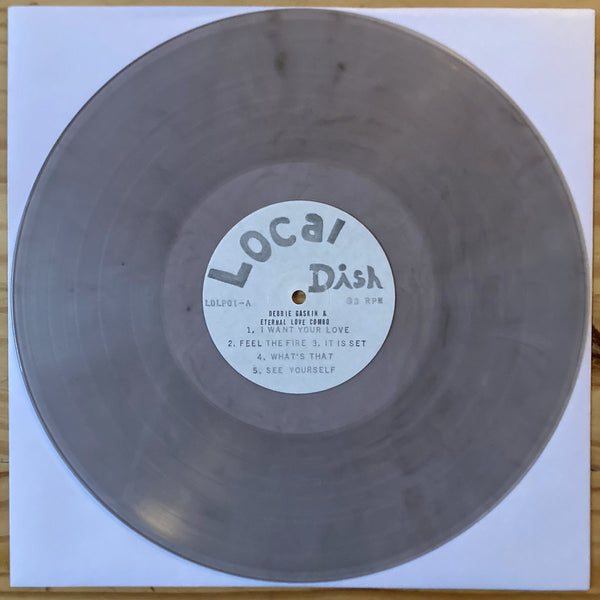 Local
Dish
LDLP01-A 33 RPM
DEBBIE GASKIN &
ETERNAL LOVE COMBO
1. I WANT YOUR LOVE
2. FEEL THE FIRE 3. IT IS SET
4. WHAT'S THAT
5. SEE YOURSELF